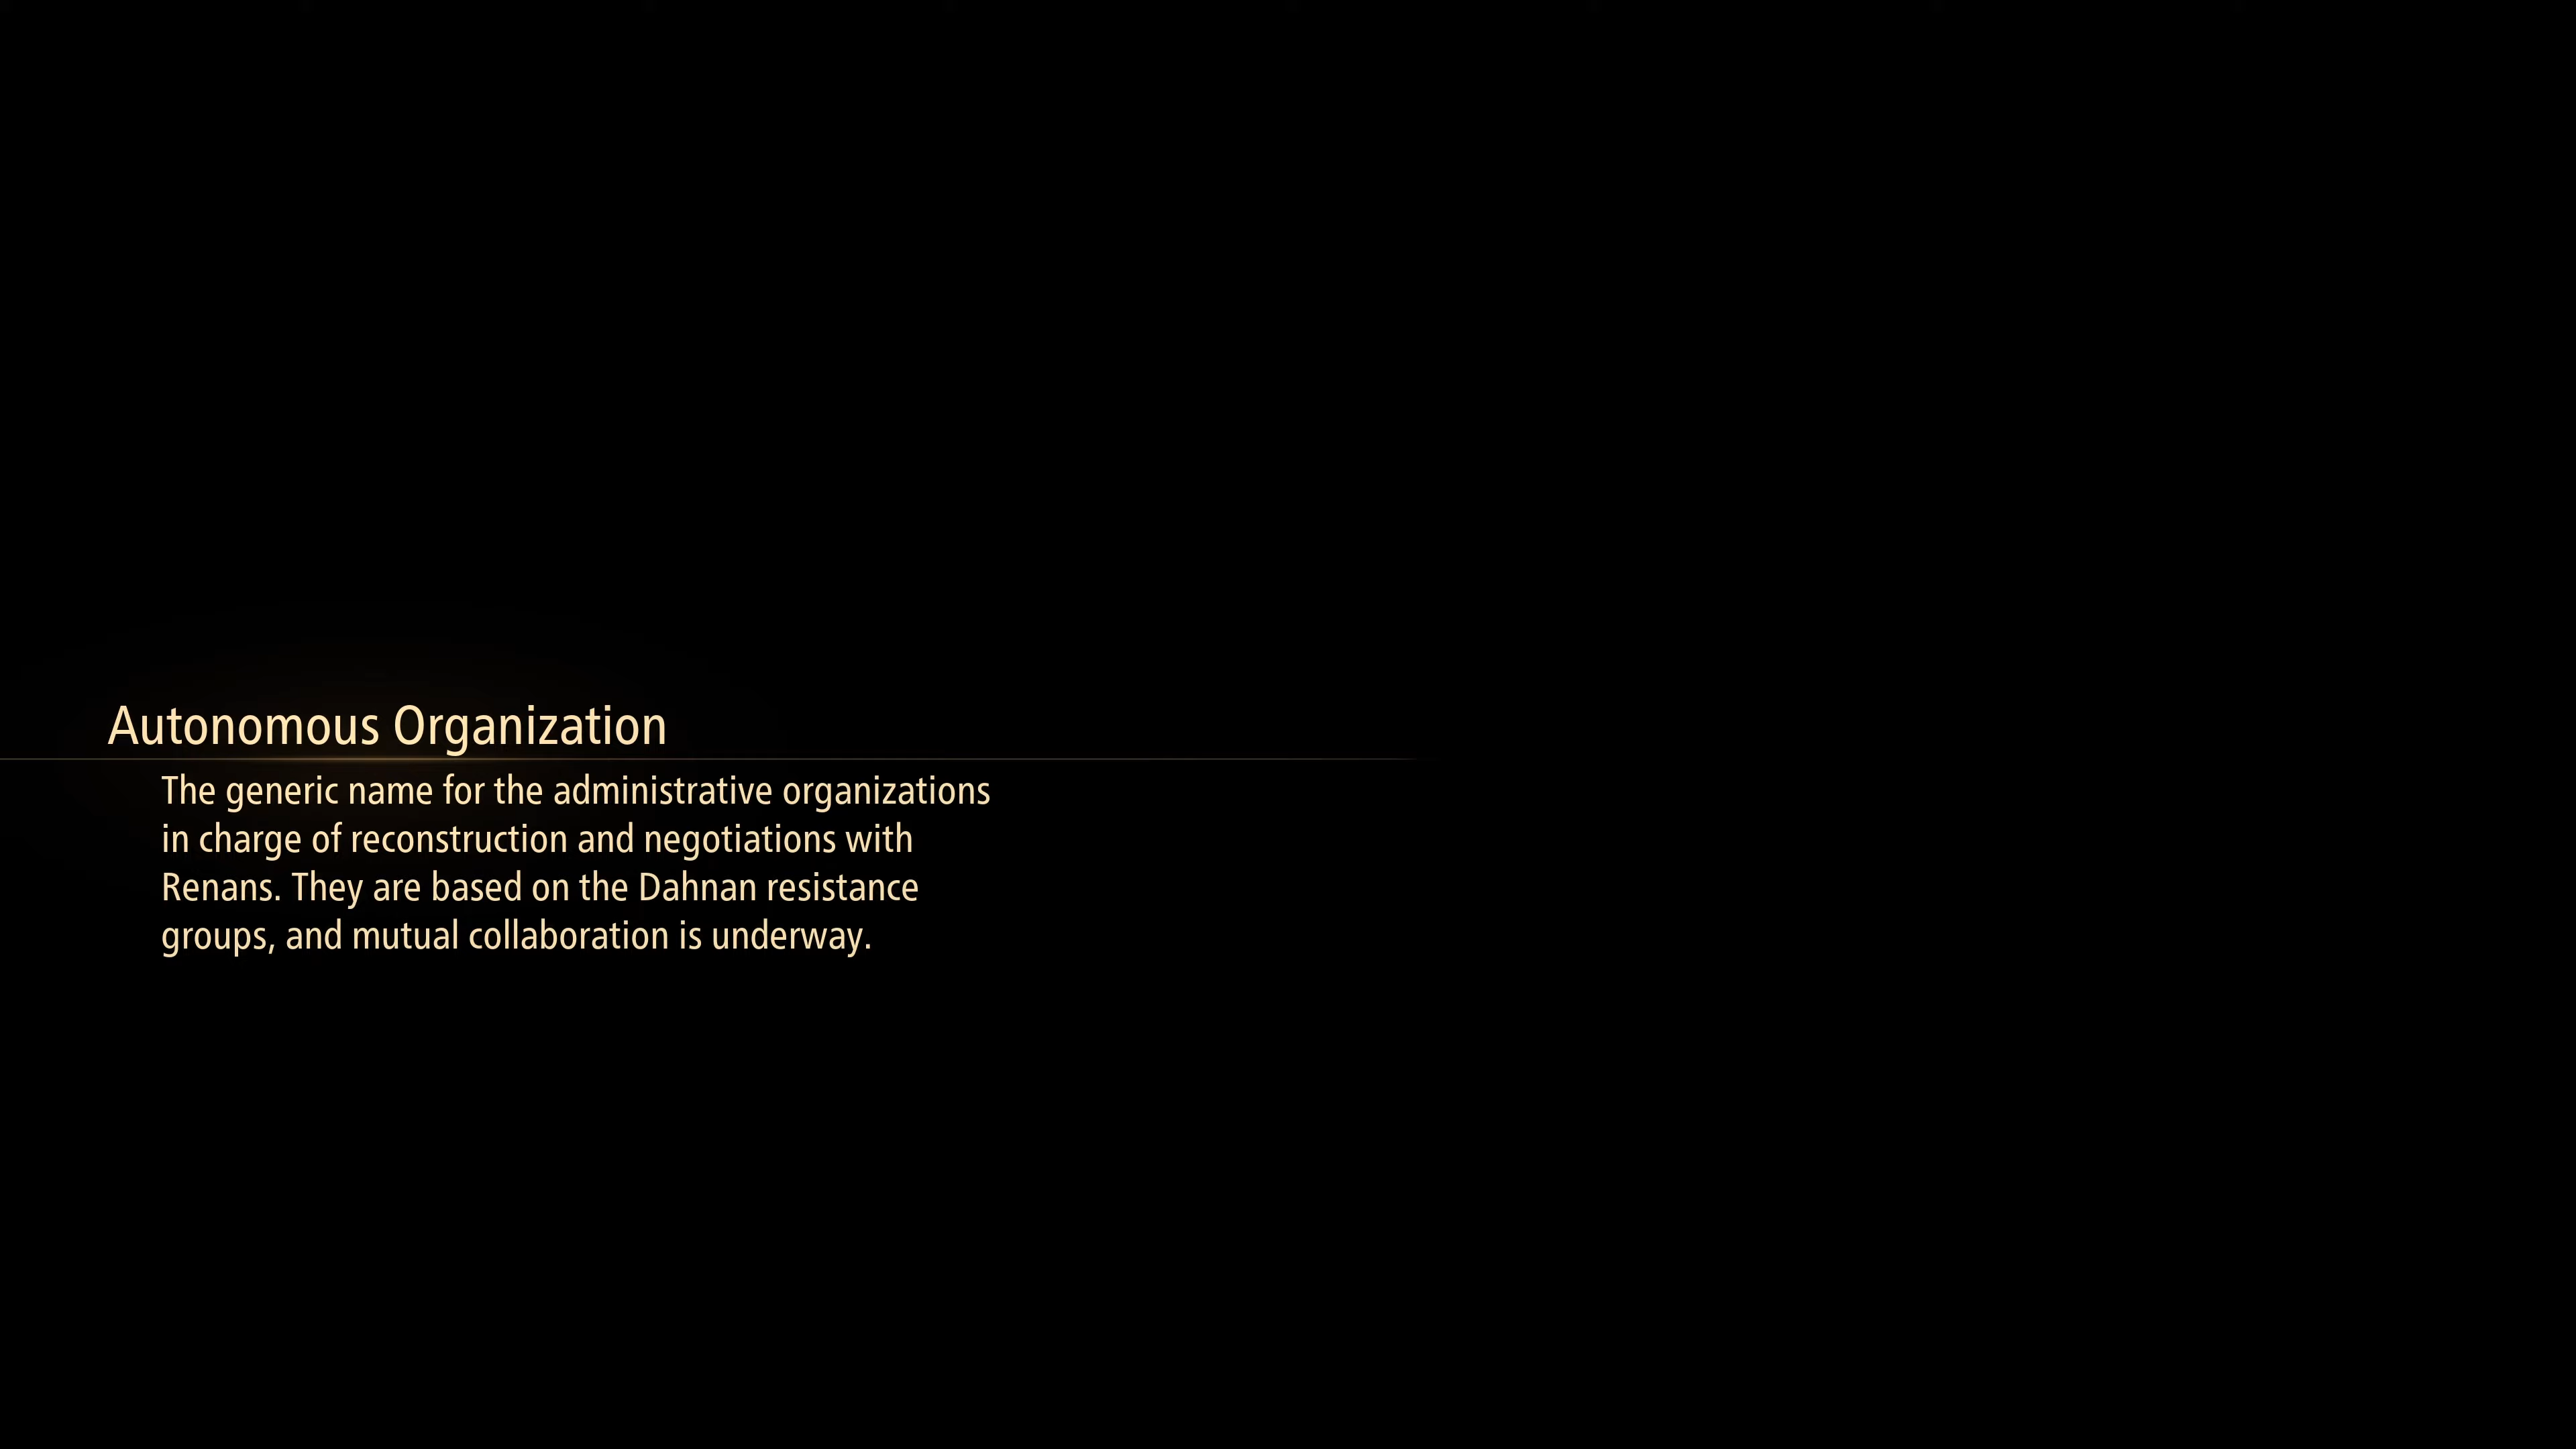 Autonomous Organization
The generic name for the administrative organizations
in charge of reconstruction and negotiations with
Renans. They are based on the Dahnan resistance
groups, and mutual collaboration is underway.